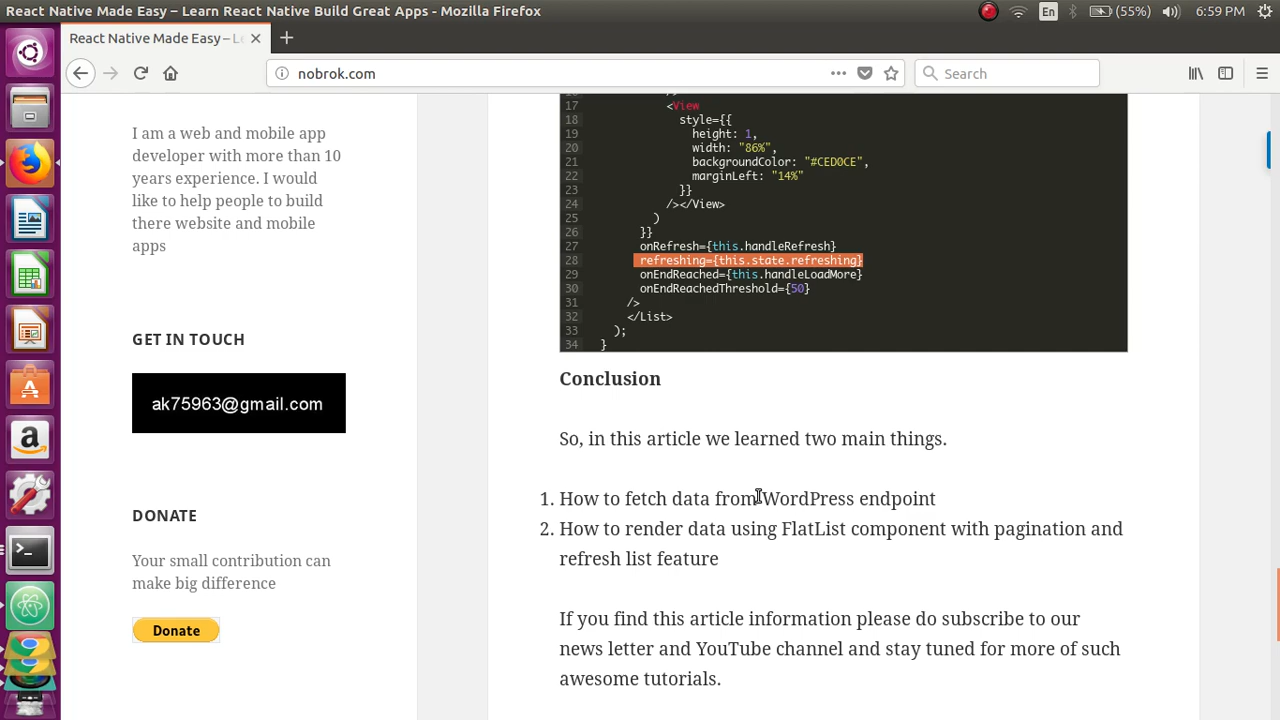 React Native Made Easy – Learn React Native Build Great Apps - Mozilla Firefox
En
(55%)
6:59 PM
React Native Made Easy – Le
nobrok.com
Search
I am a web and mobile app
developer with more than 10
years experience. I would
like to help people to build
there website and mobile
apps
GET IN TOUCH
ak75963@gmail.com
DONATE
Your small contribution can
make big difference
Donate
17 <View
18 style={{
19 height: 1,
20 width: "86%",
21 backgroundColor: "#CED0CE",
22 marginLeft: "14%"
23 }}
24 /></View>
25 )
26 }}
27 onRefresh={this.handleRefresh}
28 refreshing={this.state.refreshing}
29 onEndReached={this.handleLoadMore}
30 onEndReachedThreshold={50}
31 />
32 </List>
33 );
34 }
Conclusion
So, in this article we learned two main things.
1. How to fetch data from WordPress endpoint
2. How to render data using FlatList component with pagination and
refresh list feature
If you find this article information please do subscribe to our
news letter and YouTube channel and stay tuned for more of such
awesome tutorials.